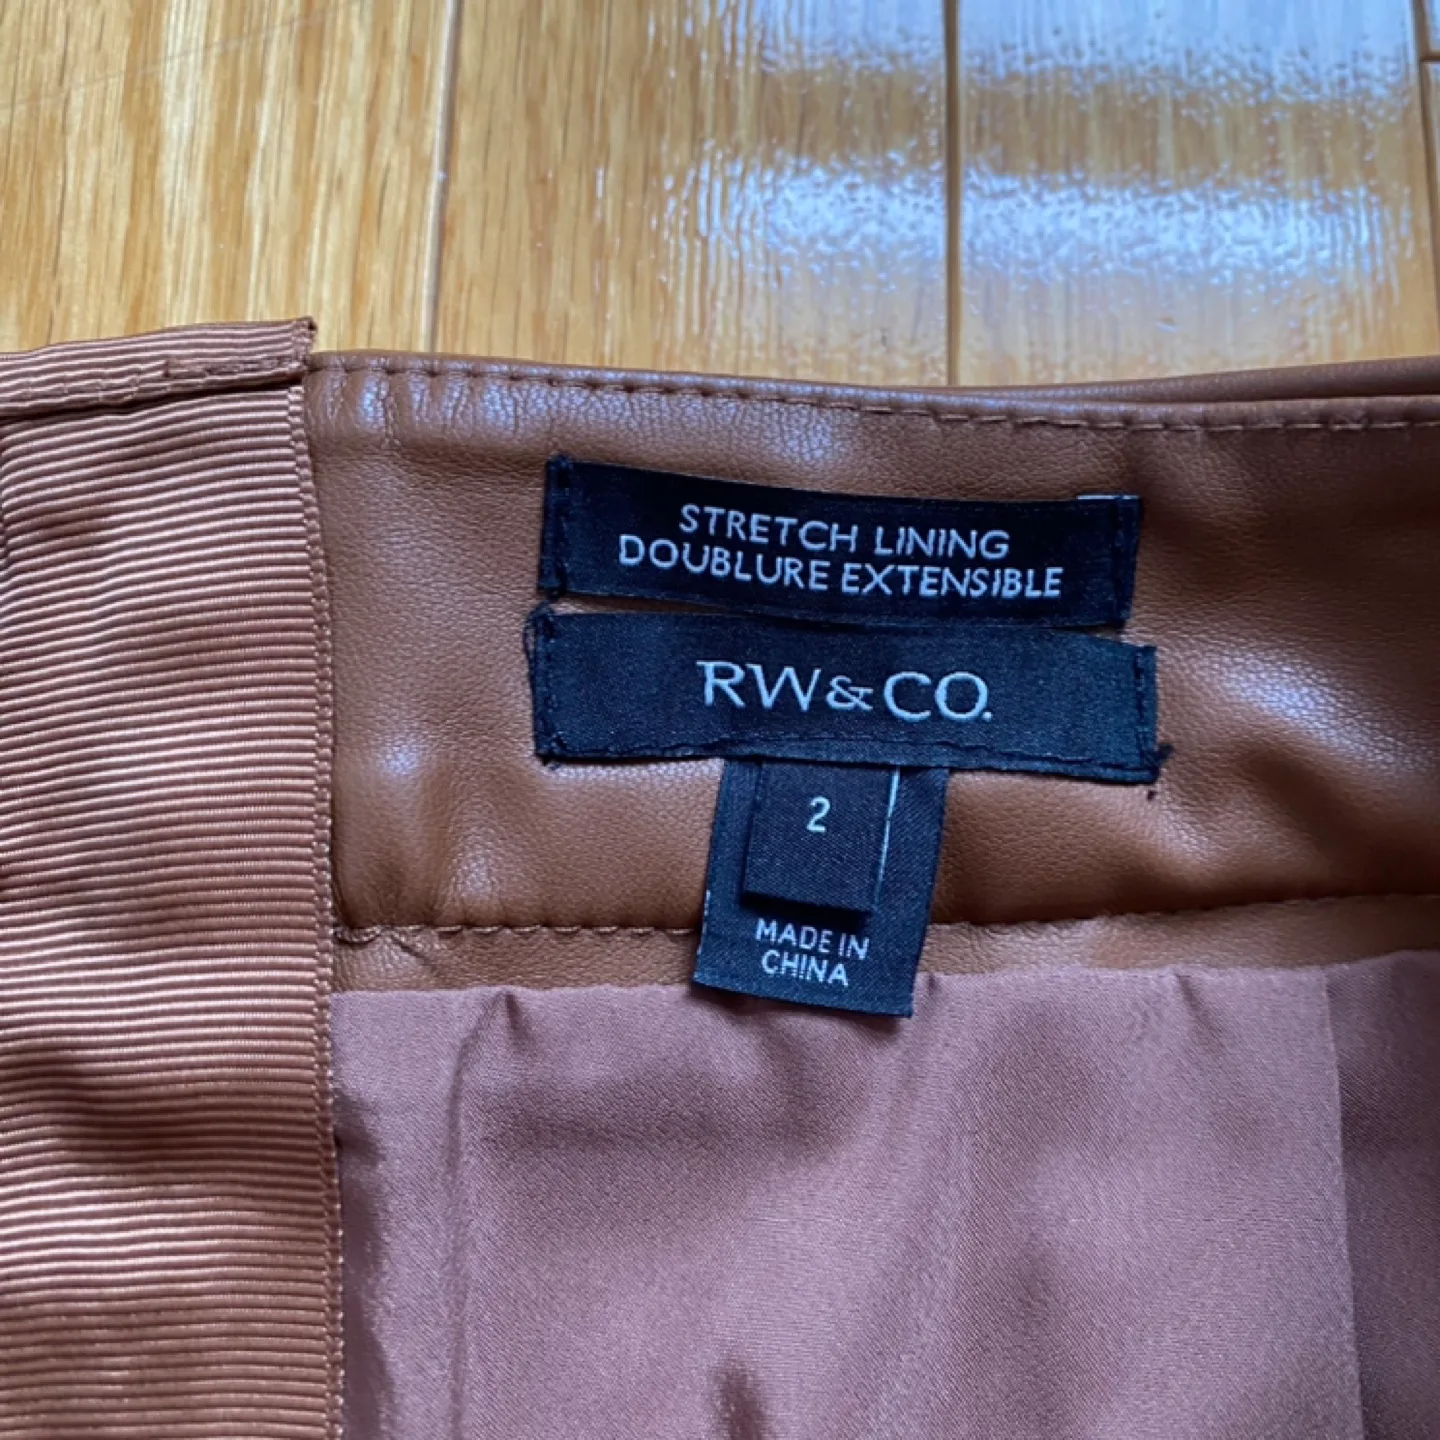 STRETCH LINING
DOUBLURE EXTENSIBLE
RW&CO.
2
MADE IN
CHINA